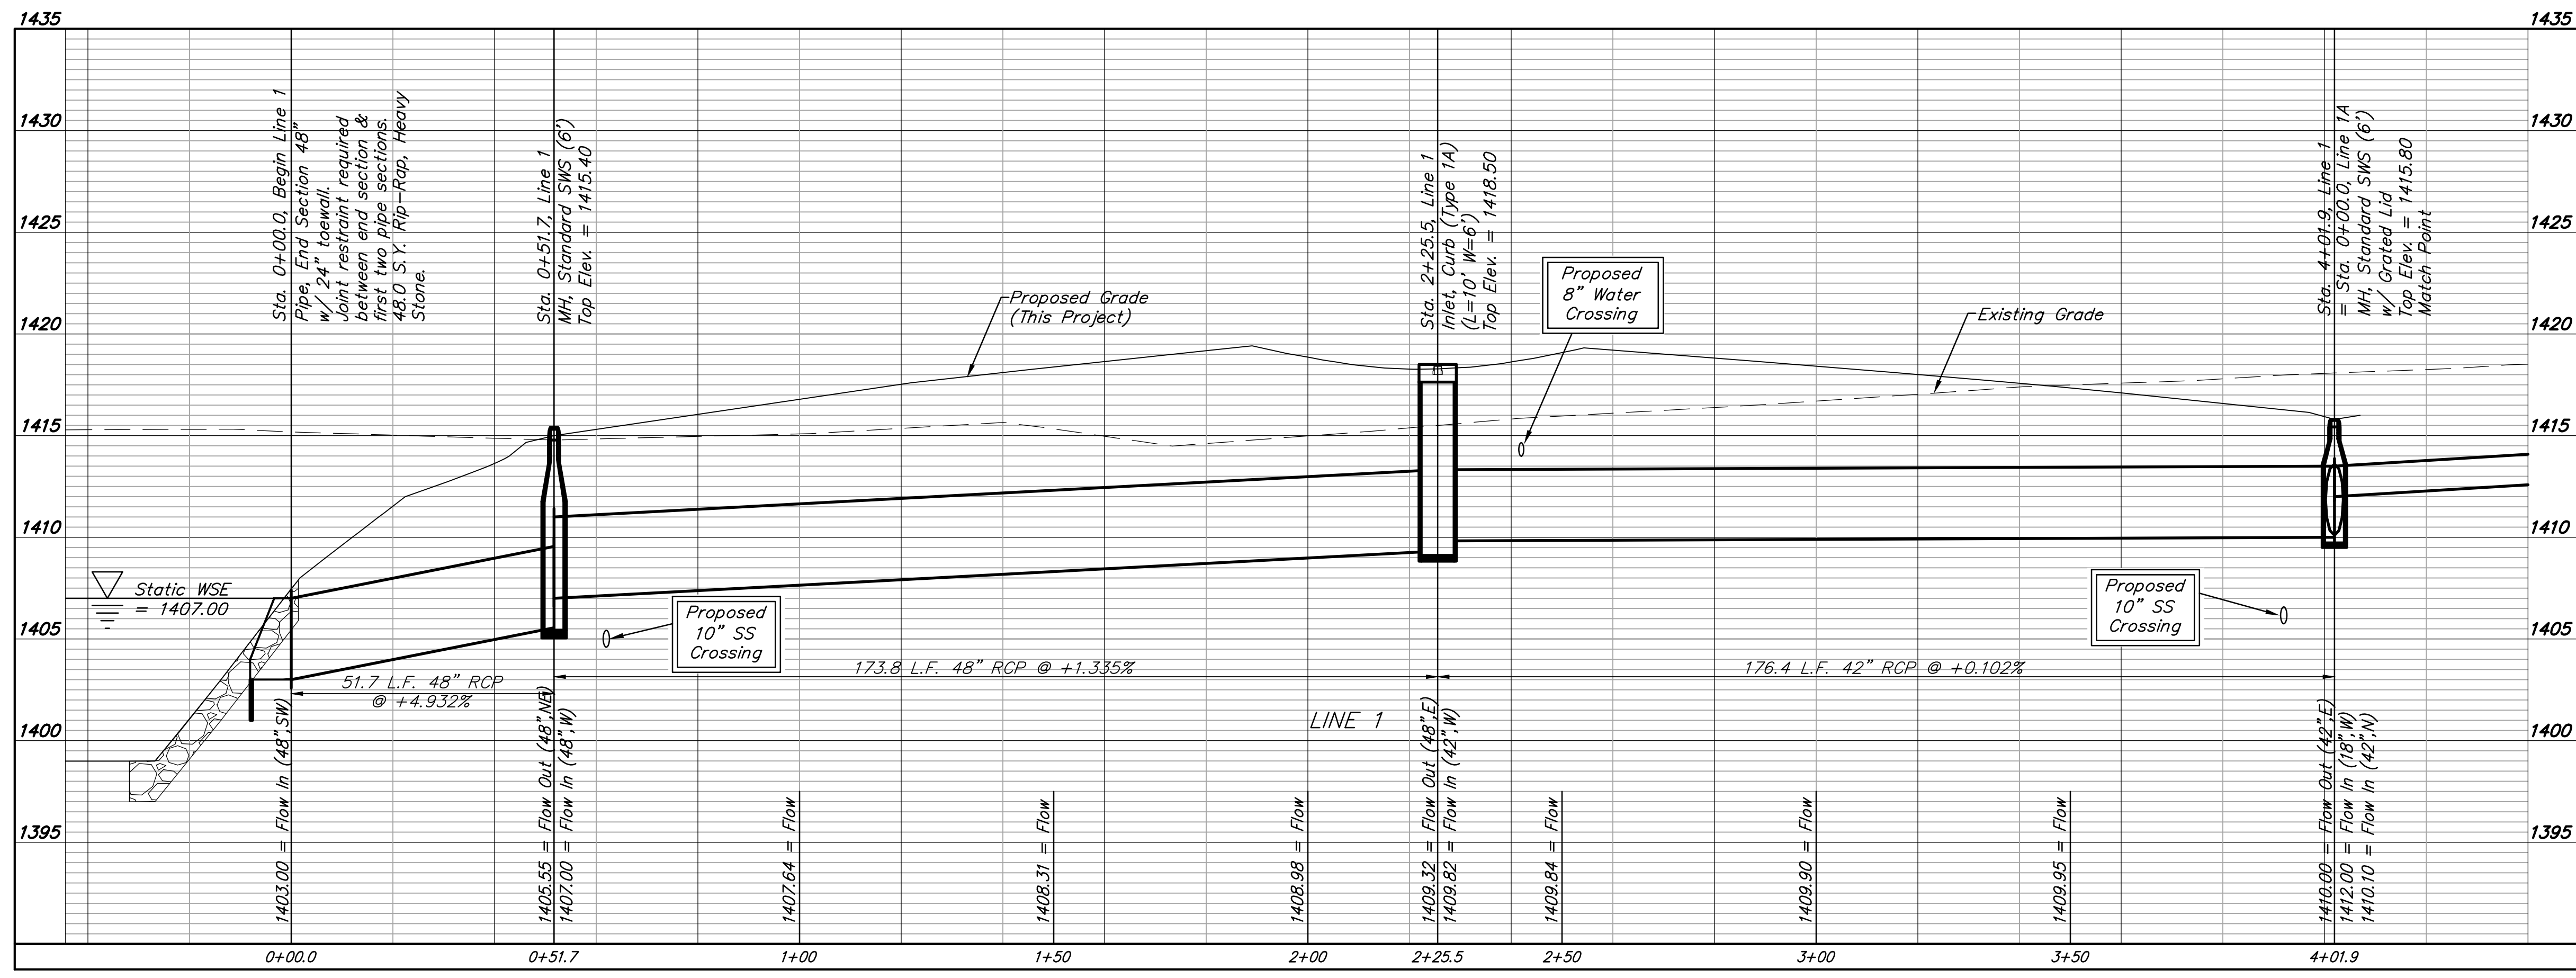 1435
1430
1425
1420
1415
1410
1405
1400
1395
1435
1430
1425
1420
1415
1410
1405
1400
1395
Sta. 0+00.0, Begin Line 1
Pipe, End Section 48"
w/ 24" toewall.
Joint restraint required
between end section &
first two pipe sections.
48.0 S.Y. Rip-Rap, Heavy
Stone.
Sta. 0+51.7, Line 1
MH, Standard SWS (6')
Top Elev. = 1415.40
Proposed Grade
(This Project)
Sta. 2+25.5, Line 1
Inlet, Curb (Type 1A)
(L=10' W=6')
Top Elev. = 1418.50
Proposed
8" Water
Crossing
Existing Grade
Sta. 4+01.9, Line 1
= Sta. 0+00.0, Line 1A
MH, Standard SWS (6')
w/ Grated Lid
Top Elev. = 1415.80
Match Point
Static WSE
= 1407.00
Proposed
10" SS
Crossing
Proposed
10" SS
Crossing
51.7 L.F. 48" RCP
@ +4.932%
173.8 L.F. 48" RCP @ +1.335%
176.4 L.F. 42" RCP @ +0.102%
LINE 1
1403.00 = Flow In (48",SW)
1405.55 = Flow Out (48",NE)
1407.00 = Flow In (48",W)
1407.64 = Flow
1408.31 = Flow
1408.98 = Flow
1409.32 = Flow Out (48",E)
1409.82 = Flow In (42",W)
1409.84 = Flow
1409.90 = Flow
1409.95 = Flow
1410.00 = Flow Out (42",E)
1412.00 = Flow In (18",W)
1410.10 = Flow In (42",N)
0+00.0
0+51.7
1+00
1+50
2+00
2+25.5
2+50
3+00
3+50
4+01.9